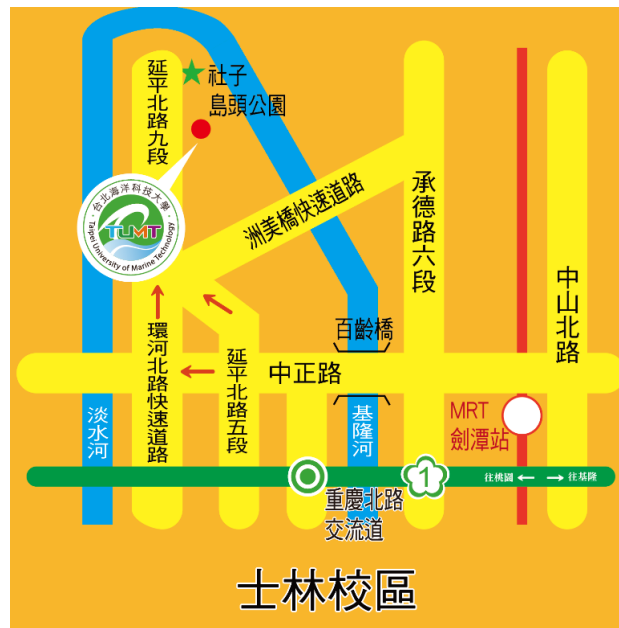 延平北路九段
社子
島頭公園
台北海洋科技大學
TUMT
Taipei University of Marine Technology
洲美橋快速道路
承德路六段
中山北路
百齡橋
環河北路快速道路
延平北路五段
中正路
淡水河
基隆河
MRT
劍潭站
1
往桃園
往基隆
重慶北路
交流道
士林校區